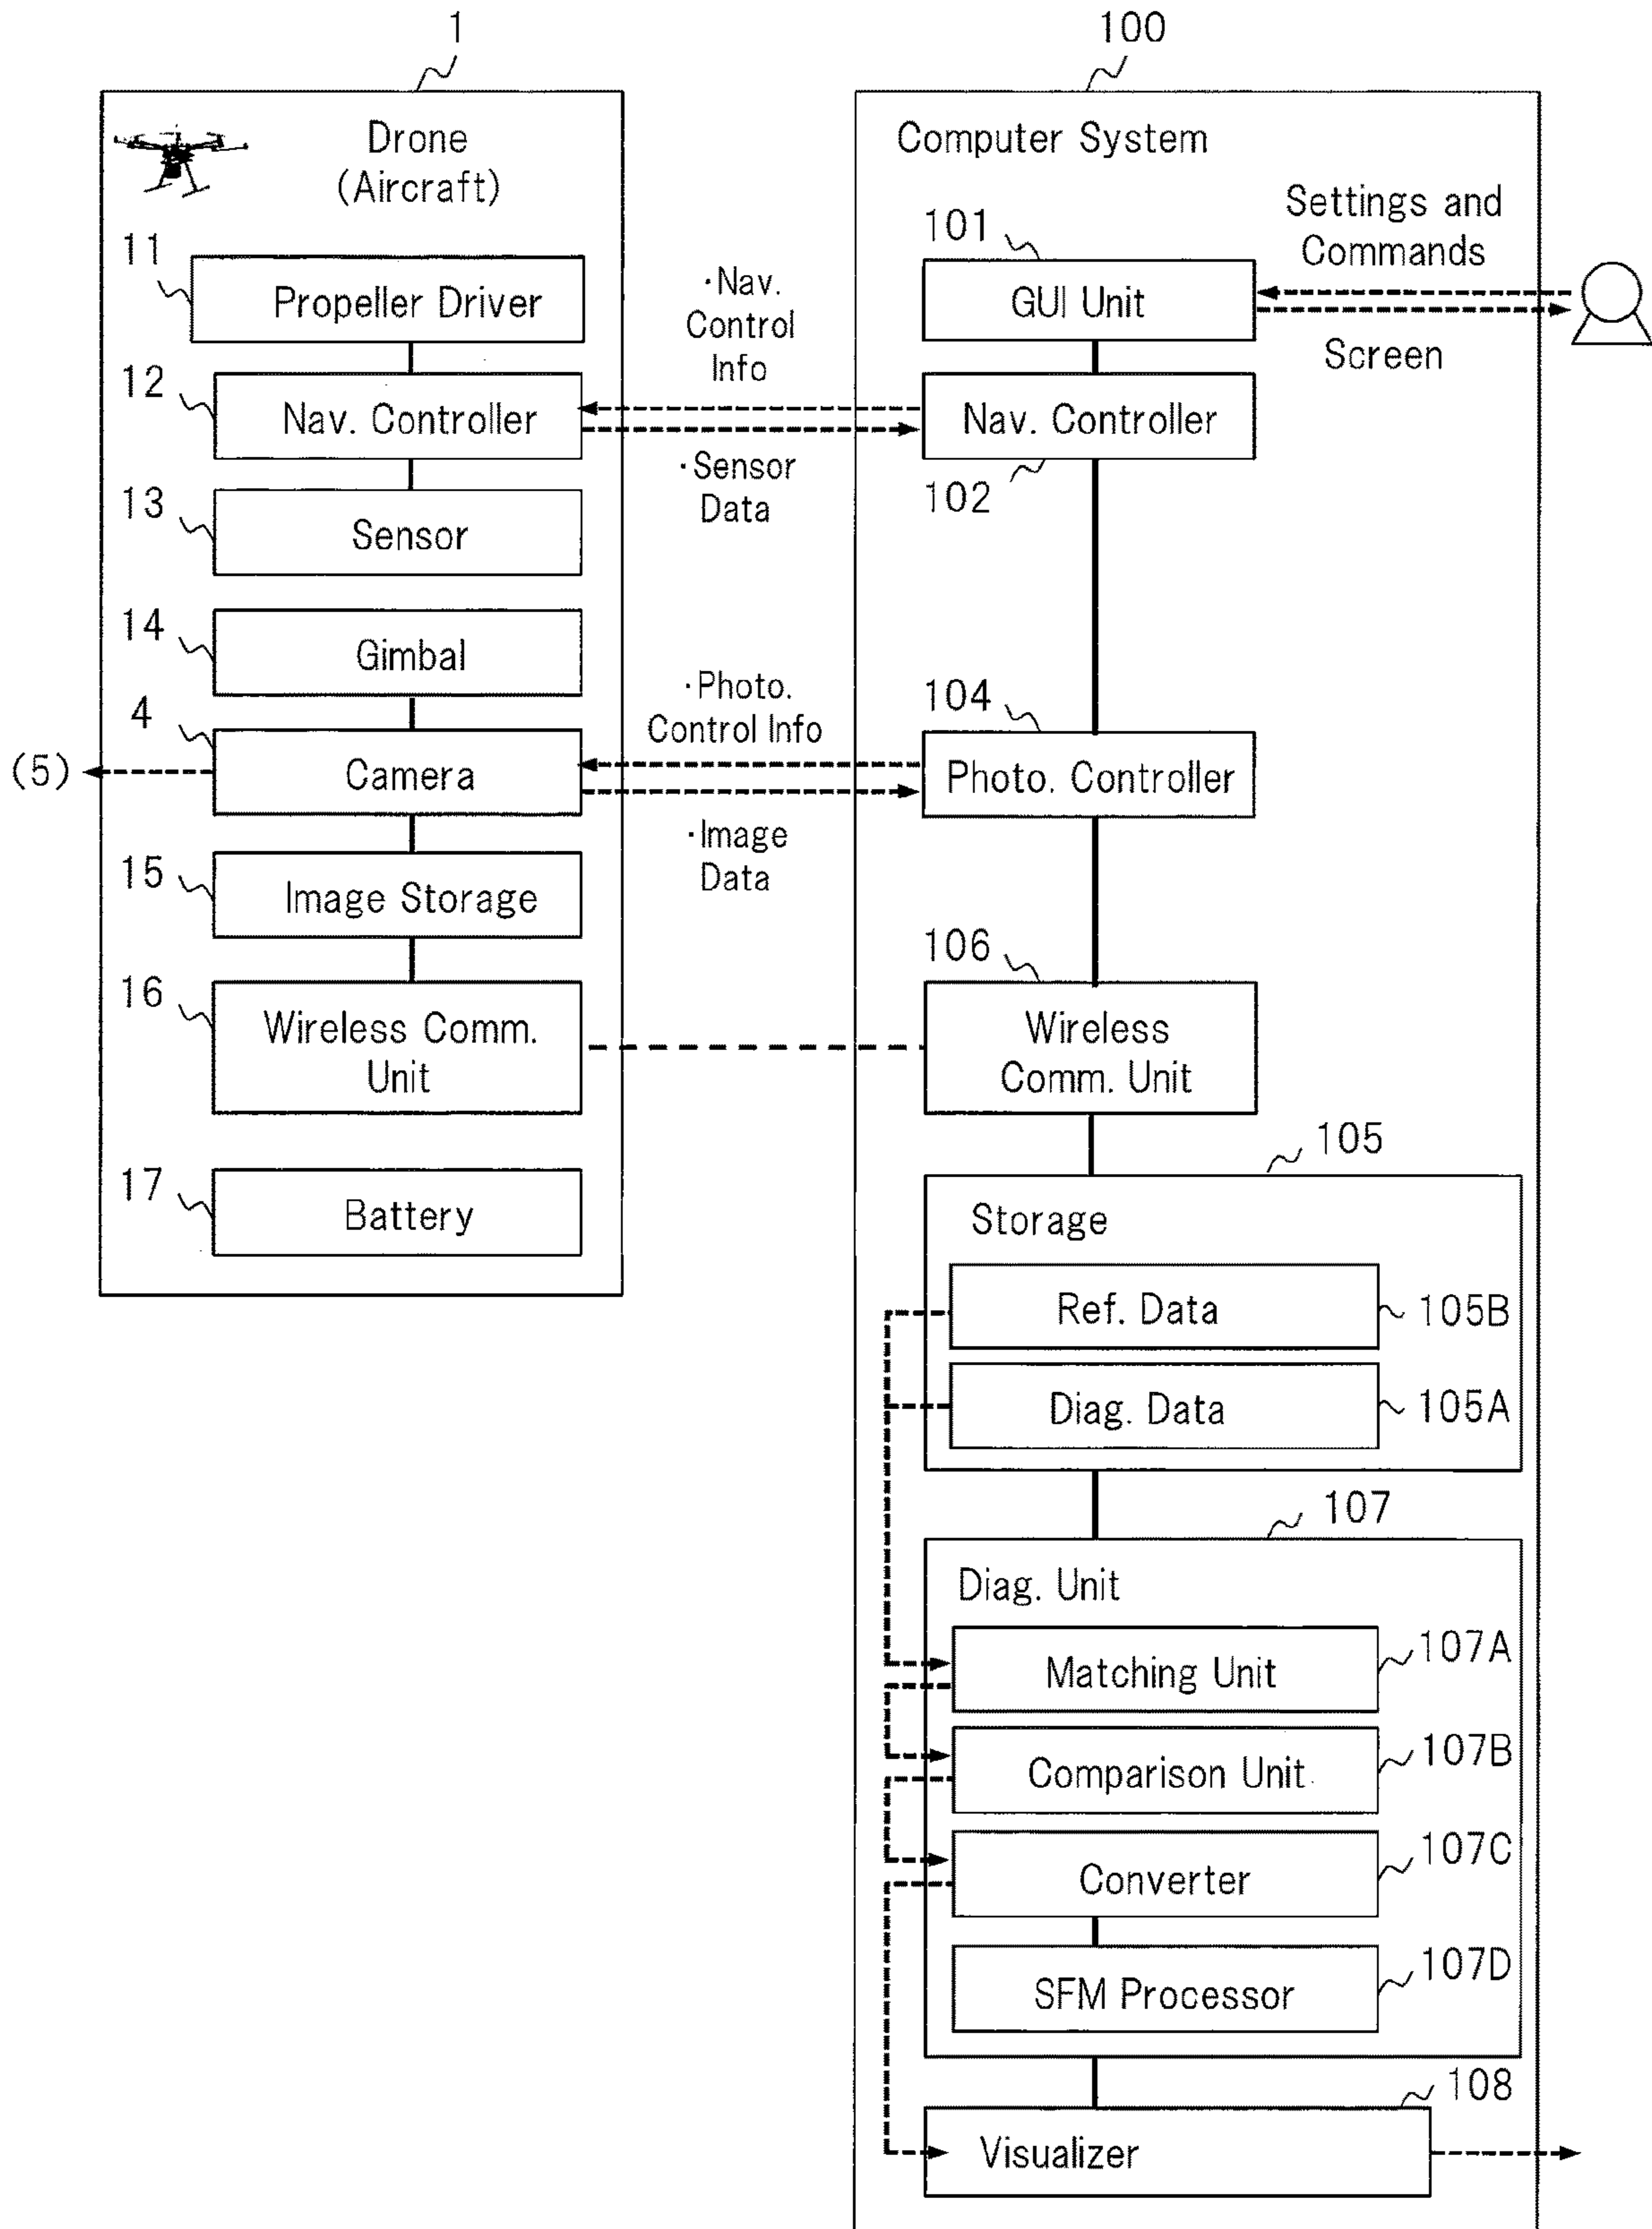 1
Drone
(Aircraft)
11
Propeller Driver
12
Nav. Controller
13
Sensor
14
Gimbal
4
(5)
Camera
15
Image Storage
16
Wireless Comm.
Unit
17
Battery
·Nav.
Control
Info
·Sensor
Data
·Photo.
Control Info
·Image
Data
100
Computer System
Settings and
Commands
Screen
101
GUI Unit
Nav. Controller
102
104
Photo. Controller
106
Wireless
Comm. Unit
105
Storage
Ref. Data
105B
Diag. Data
105A
107
Diag. Unit
107A
Matching Unit
107B
Comparison Unit
107C
Converter
107D
SFM Processor
108
Visualizer